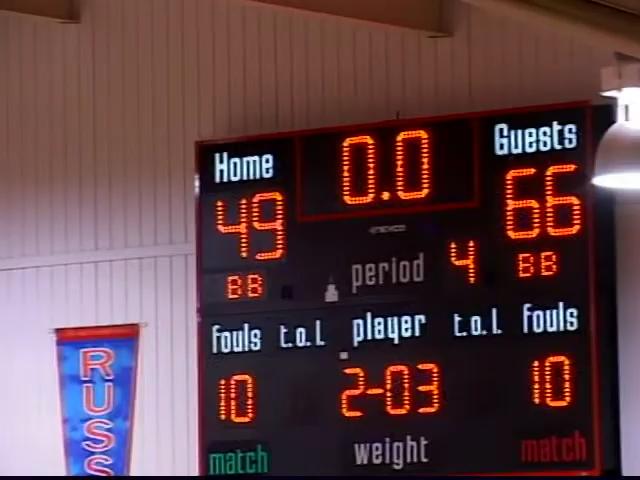 Home 0.0 Guests
49 66
BB period 4 BB
fouls t.o.l player t.o.l fouls
10 2-03 10
match weight match
RUSS